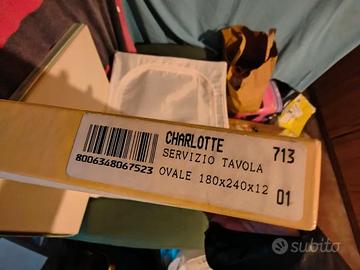 CHARLOTTE 713
SERVIZIO TAVOLA
8006348067523
OVALE 180x240x12 01
subito